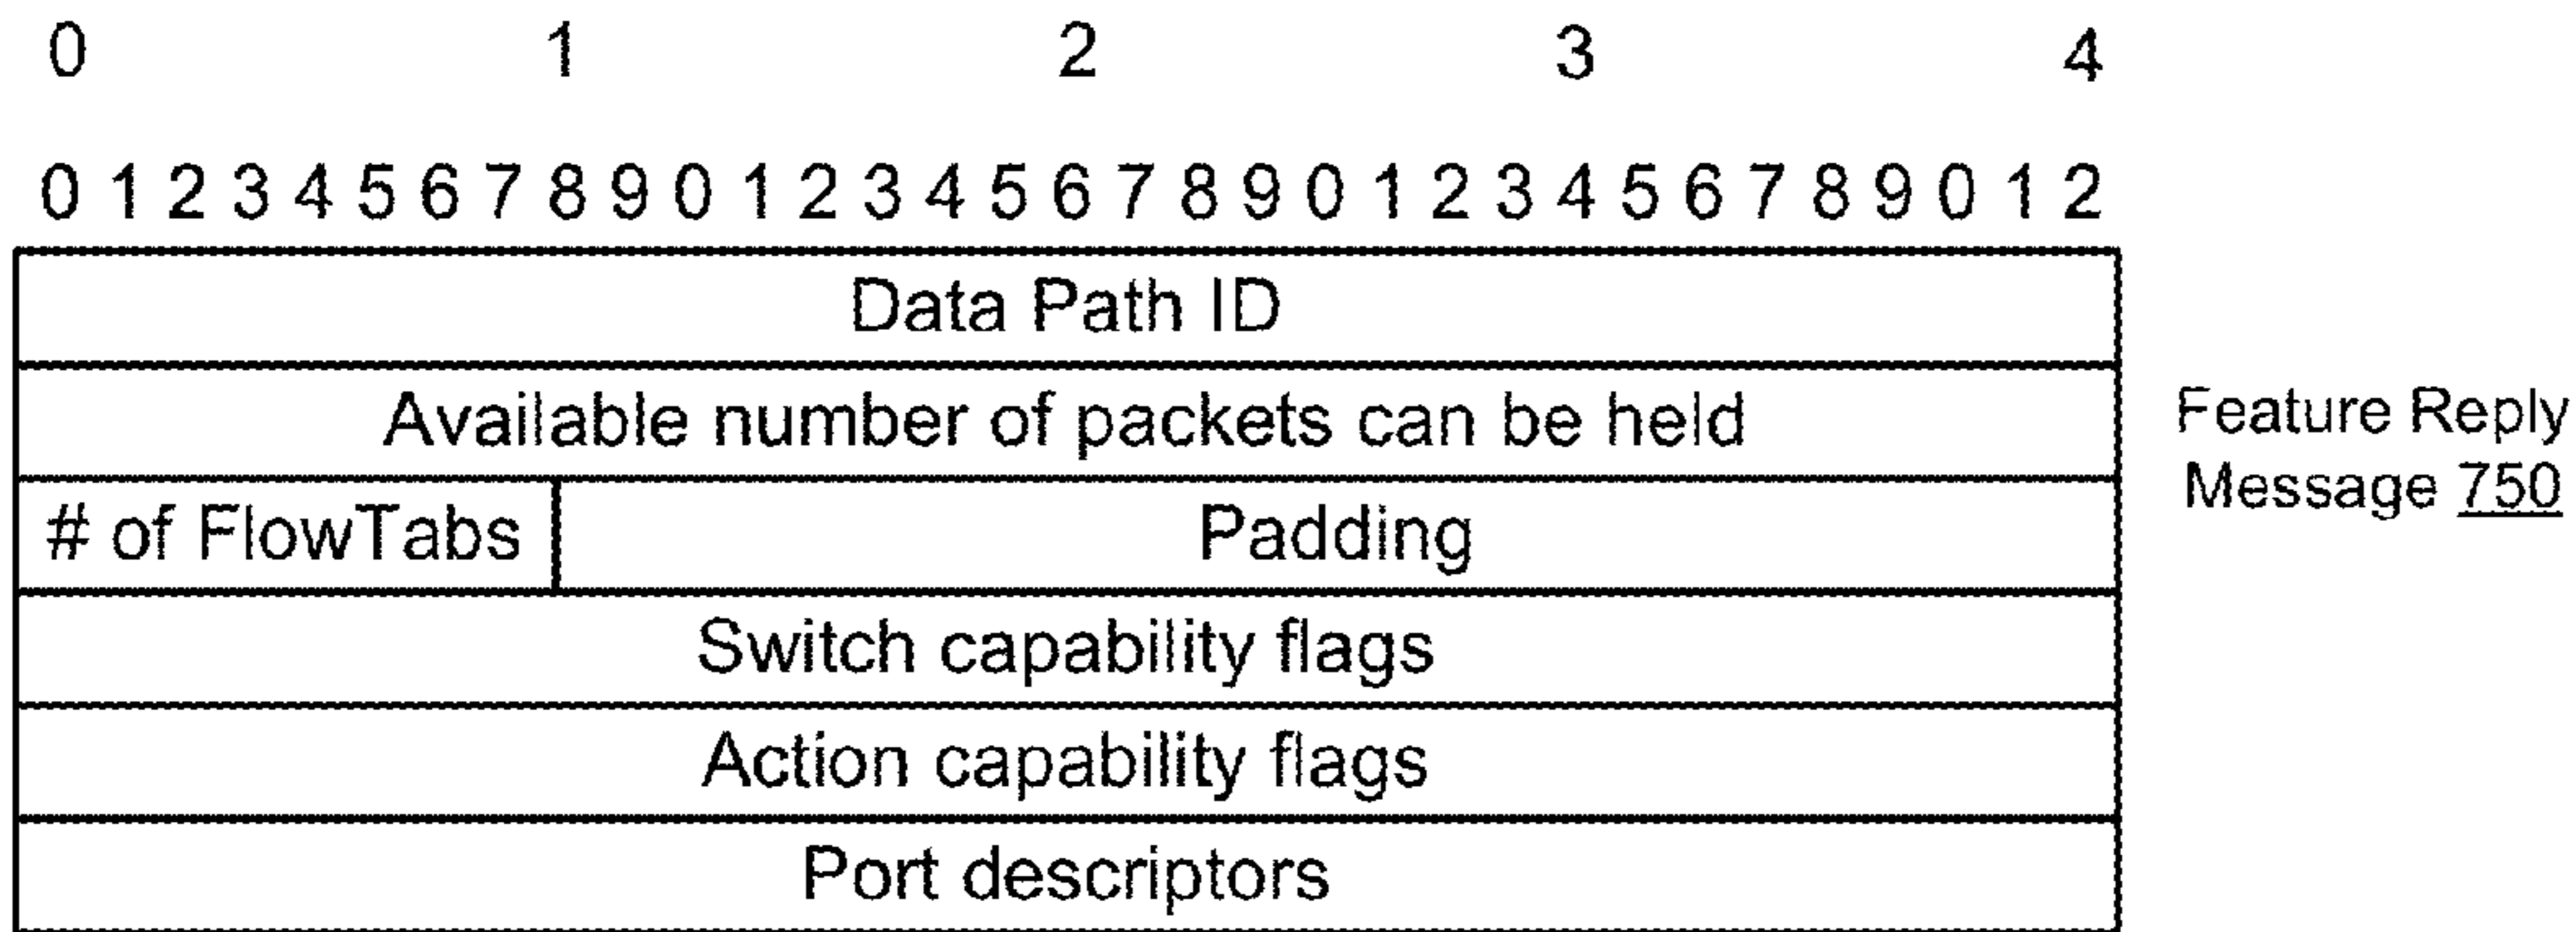 0 1 2 3 4
0 1 2 3 4 5 6 7 8 9 0 1 2 3 4 5 6 7 8 9 0 1 2 3 4 5 6 7 8 9 0 1 2
Data Path ID
Available number of packets can be held
# of FlowTabs Padding
Switch capability flags
Action capability flags
Port descriptors
Feature Reply
Message 750